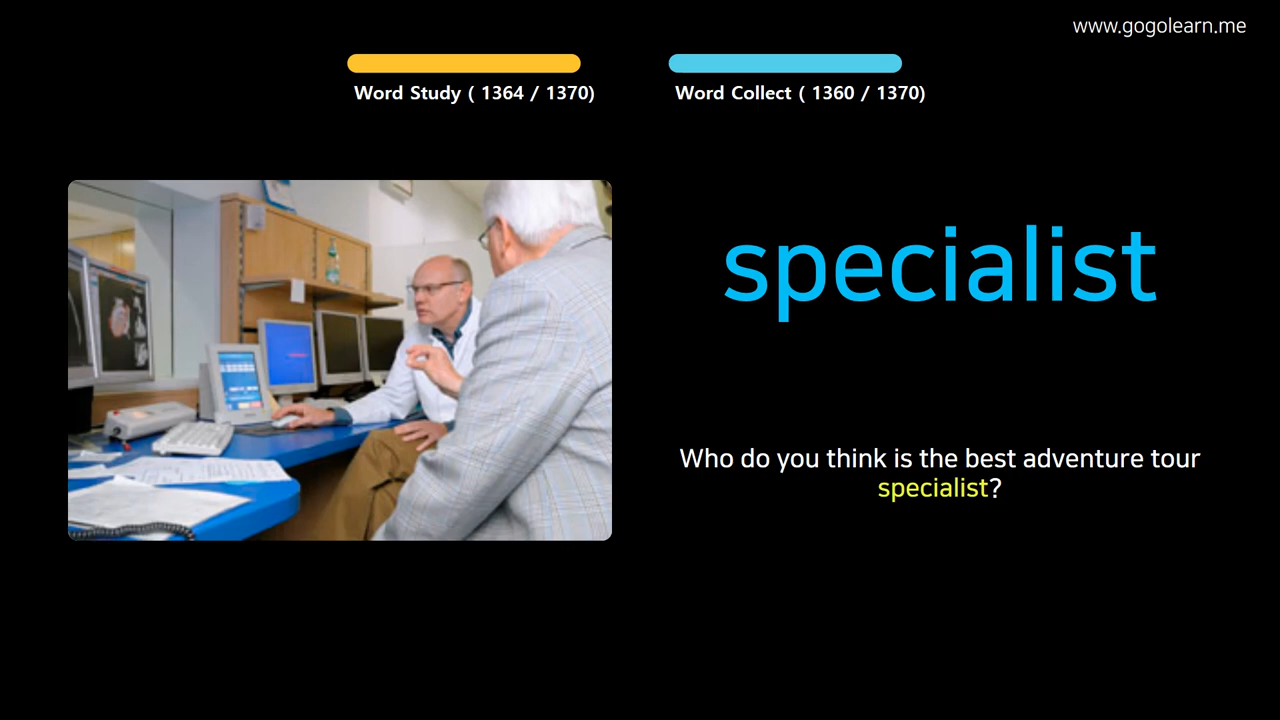 www.gogolearn.me
Word Study ( 1364 / 1370)
Word Collect ( 1360 / 1370)
specialist
Who do you think is the best adventure tour
specialist?